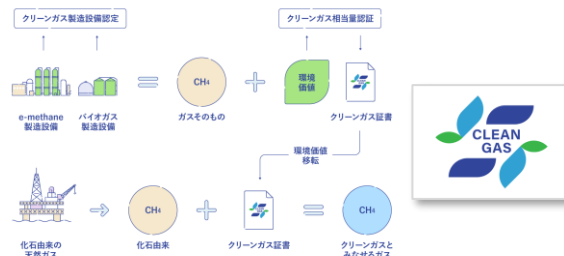 クリーンガス製造設備認定
クリーンガス相当量認証
CH₄
環境
価値
e-methane
製造設備
バイオガス
製造設備
ガスそのもの
クリーンガス証書
環境価値
移転
CH₄
CH₄
化石由来の
天然ガス
化石由来
クリーンガス証書
クリーンガスと
みなせるガス
CLEAN
GAS